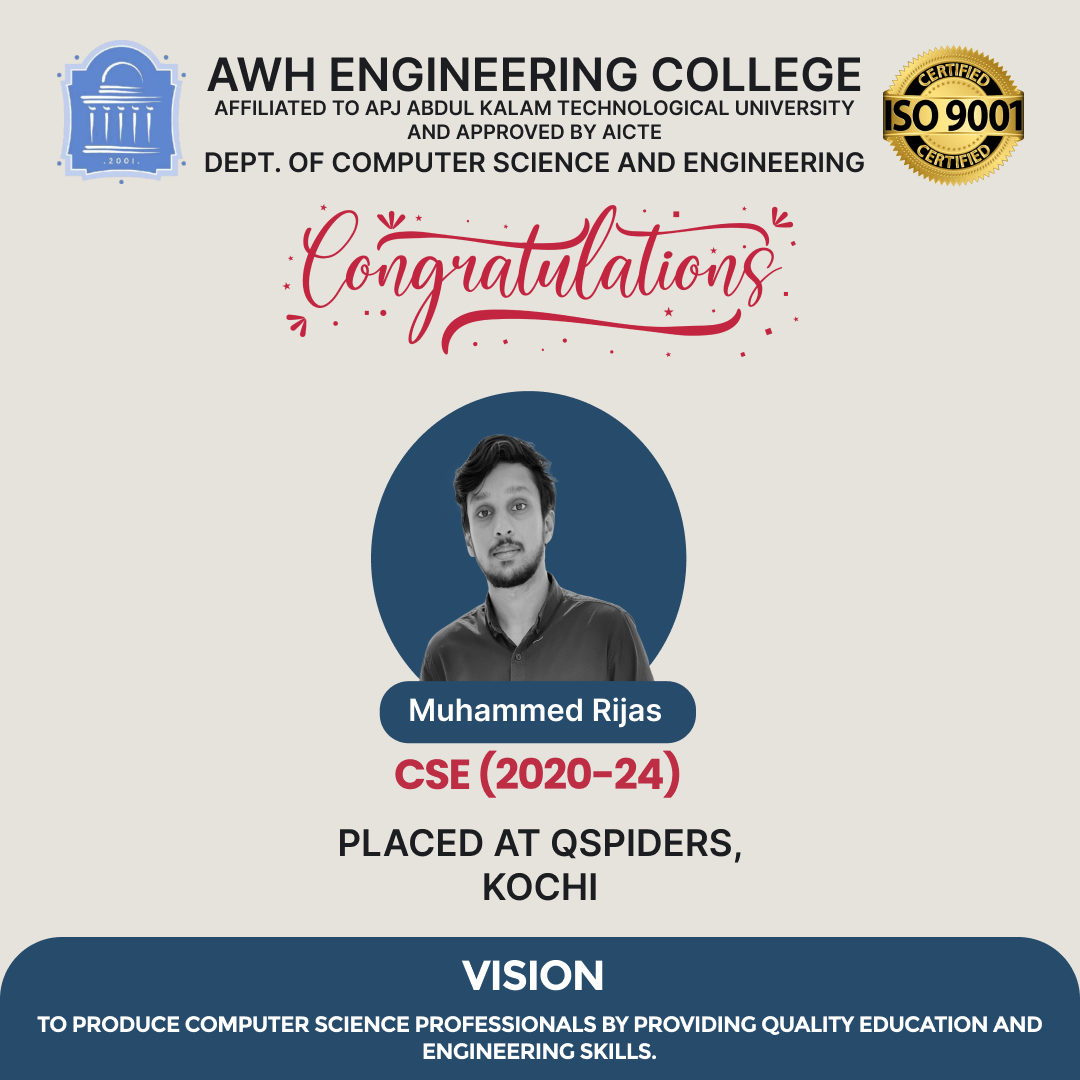 AWH ENGINEERING COLLEGE
AFFILIATED TO APJ ABDUL KALAM TECHNOLOGICAL UNIVERSITY
AND APPROVED BY AICTE
DEPT. OF COMPUTER SCIENCE AND ENGINEERING
.2001.
CERTIFIED
ISO 9001
CERTIFIED
Congratulations
Muhammed Rijas
CSE (2020-24)
PLACED AT QSPIDERS,
KOCHI
VISION
TO PRODUCE COMPUTER SCIENCE PROFESSIONALS BY PROVIDING QUALITY EDUCATION AND
ENGINEERING SKILLS.